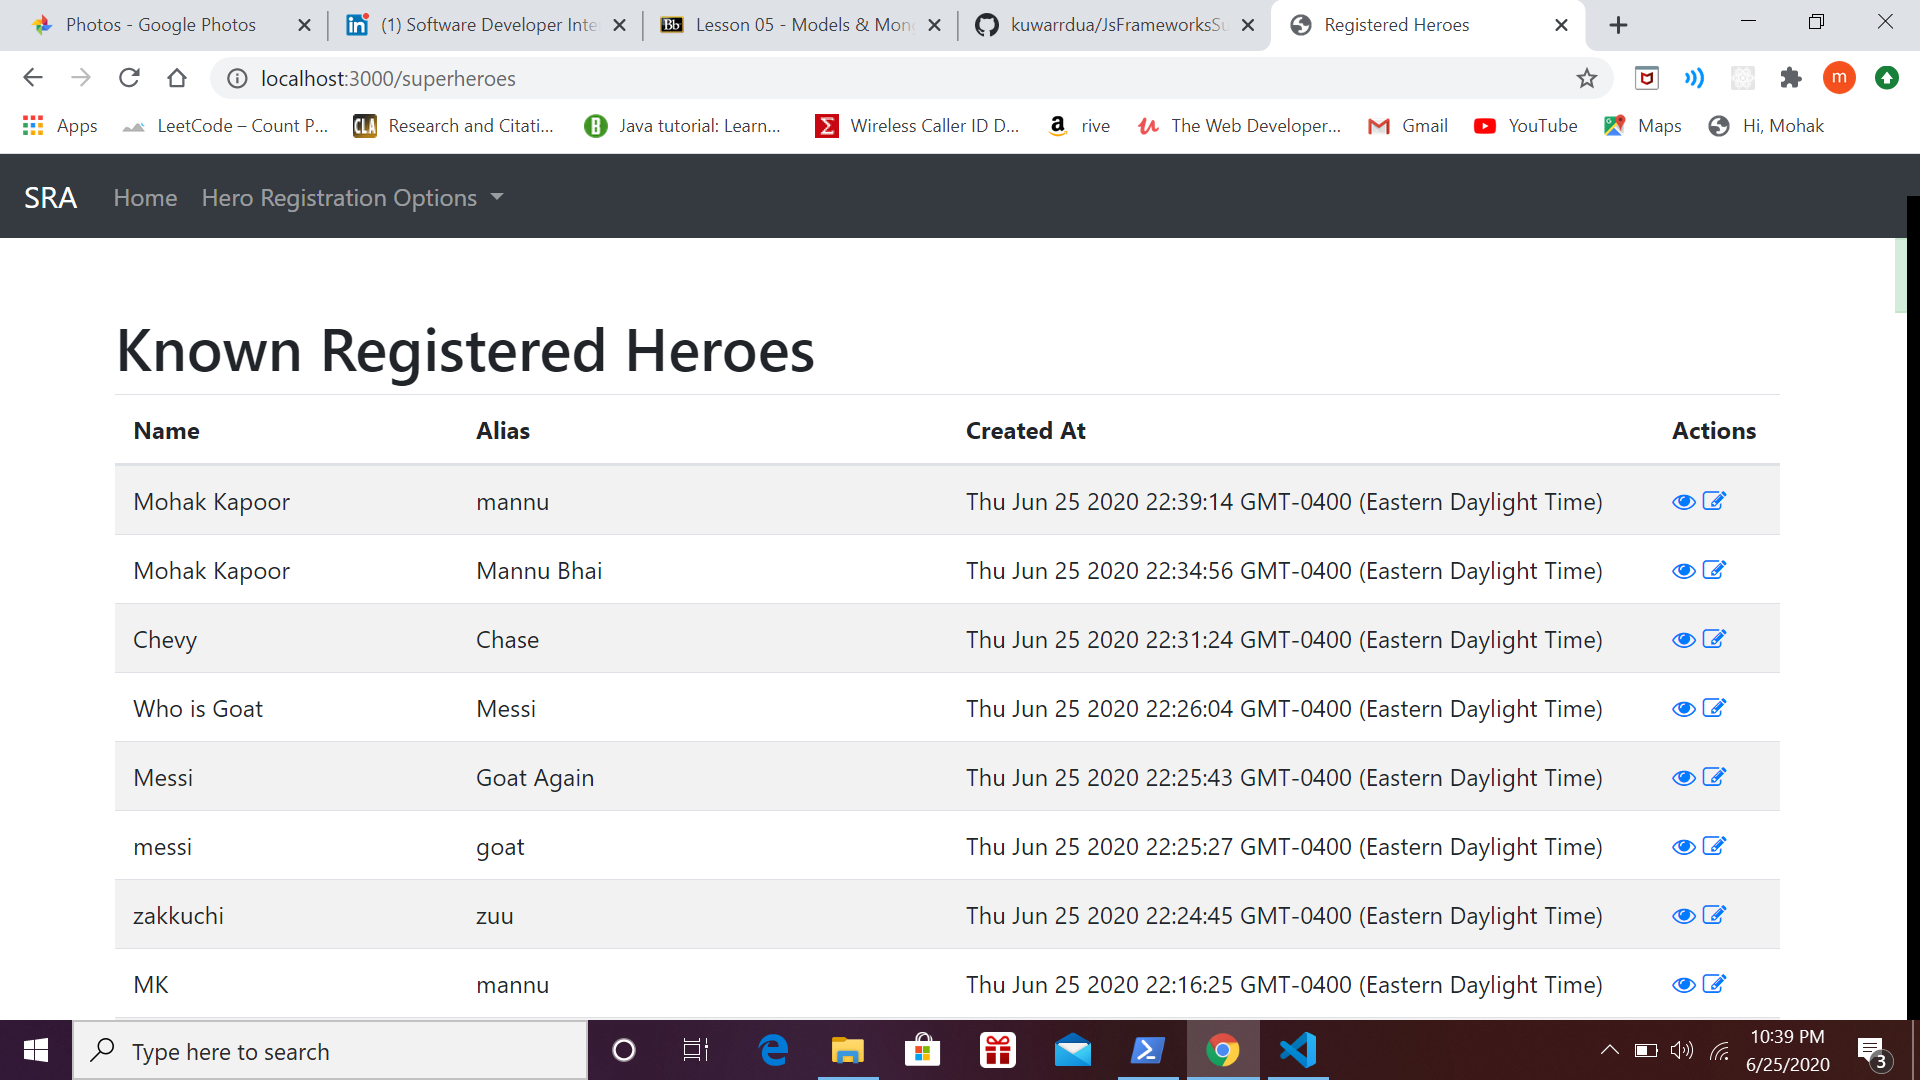 Photos - Google Photos
(1) Software Developer Inte
Lesson 05 - Models & Mong
kuwarrdua/JsFrameworksSu
Registered Heroes
localhost:3000/superheroes
m
Apps
LeetCode – Count P...
CLA
Research and Citati...
Java tutorial: Learn...
Wireless Caller ID D...
rive
The Web Developer...
Gmail
YouTube
Maps
Hi, Mohak
SRA Home Hero Registration Options
Known Registered Heroes
Name Alias Created At Actions
Mohak Kapoor mannu Thu Jun 25 2020 22:39:14 GMT-0400 (Eastern Daylight Time)
Mohak Kapoor Mannu Bhai Thu Jun 25 2020 22:34:56 GMT-0400 (Eastern Daylight Time)
Chevy Chase Thu Jun 25 2020 22:31:24 GMT-0400 (Eastern Daylight Time)
Who is Goat Messi Thu Jun 25 2020 22:26:04 GMT-0400 (Eastern Daylight Time)
Messi Goat Again Thu Jun 25 2020 22:25:43 GMT-0400 (Eastern Daylight Time)
messi goat Thu Jun 25 2020 22:25:27 GMT-0400 (Eastern Daylight Time)
zakkuchi zuu Thu Jun 25 2020 22:24:45 GMT-0400 (Eastern Daylight Time)
MK mannu Thu Jun 25 2020 22:16:25 GMT-0400 (Eastern Daylight Time)
Type here to search
10:39 PM
6/25/2020
3